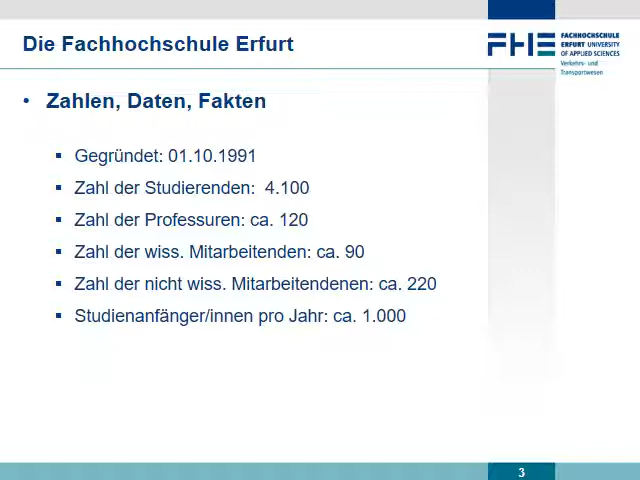 Die Fachhochschule Erfurt
FHE
FACHHOCHSCHULE
ERFURT UNIVERSITY
OF APPLIED SCIENCES
Verkehrs- und
Transportwesen
• Zahlen, Daten, Fakten
▪ Gegründet: 01.10.1991
▪ Zahl der Studierenden: 4.100
▪ Zahl der Professuren: ca. 120
▪ Zahl der wiss. Mitarbeitenden: ca. 90
▪ Zahl der nicht wiss. Mitarbeitendenen: ca. 220
▪ Studienanfänger/innen pro Jahr: ca. 1.000
3